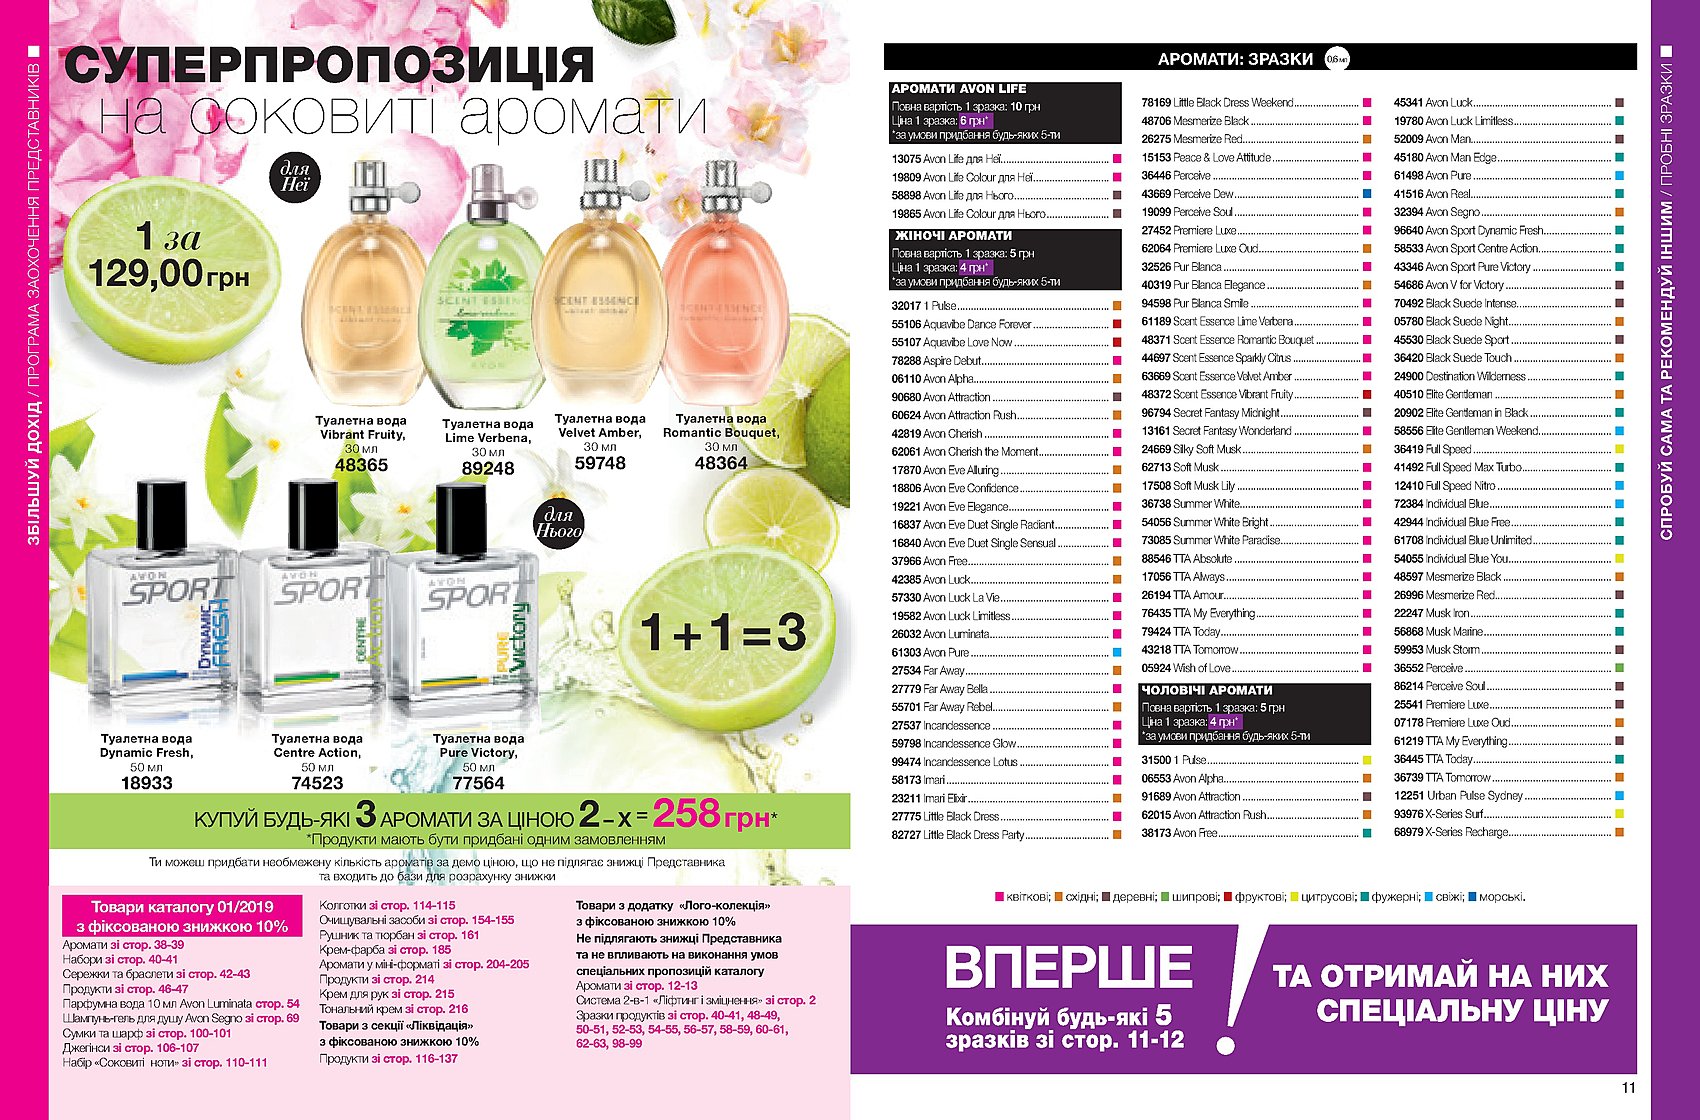 ЗБІЛЬШУЙ ДОХІД / ПРОГРАМА ЗАОХОЧЕННЯ ПРЕДСТАВНИКІВ
СУПЕРПРОПОЗИЦІЯ
на соковиті аромати
для
Неї
1 за
129,00 грн
SCENT ESSENCE
SCENT ESSENCE
AVON
SCENT ESSENCE
SCENT ESSENCE
Туалетна вода
Vibrant Fruity,
30 мл
48365
Туалетна вода
Lime Verbena,
30 мл
89248
Туалетна вода
Velvet Amber,
30 мл
59748
Туалетна вода
Romantic Bouquet,
30 мл
48364
для
Нього
AVON
SPORT
DYNAMIC
FRESH
AVON
SPORT
CENTRE
Action
AVON
SPORT
PURE
Victory
1+1=3
Туалетна вода
Dynamic Fresh,
50 мл
18933
Туалетна вода
Centre Action,
50 мл
74523
Туалетна вода
Pure Victory,
50 мл
77564
КУПУЙ БУДЬ-ЯКІ 3 АРОМАТИ ЗА ЦІНОЮ 2–х = 258 грн*
*Продукти мають бути придбані одним замовленням
Ти можеш придбати необмежену кількість ароматів за демо ціною, що не підлягає знижці Представника
та входить до бази для розрахунку знижки
Товари каталогу 01/2019
з фіксованою знижкою 10%
Аромати зі стор. 38-39
Набори зі стор. 40-41
Сережки та браслети зі стор. 42-43
Продукти зі стор. 46-47
Парфумна вода 10 мл Avon Luminata стор. 54
Шампунь-гель для душу Avon Segno зі стор. 69
Сумки та шарф зі стор. 100-101
Джегінси зі стор. 106-107
Набір «Соковиті ноти» зі стор. 110-111
Колготки зі стор. 114-115
Очищувальні засоби зі стор. 154-155
Рушник та тюрбан зі стор. 161
Крем-фарба зі стор. 185
Аромати у міні-форматі зі стор. 204-205
Продукти зі стор. 214
Крем для рук зі стор. 215
Тональний крем зі стор. 216
Товари з секції «Ліквідація»
з фіксованою знижкою 10%
Продукти зі стор. 116-137
Товари з додатку «Лого-колекція»
з фіксованою знижкою 10%
Не підлягають знижці Представника
та не впливають на виконання умов
спеціальних пропозицій каталогу
Аромати зі стор. 12-13
Система 2-в-1 «Ліфтинг і зміцнення» зі стор. 2
Зразки продуктів зі стор. 40-41, 48-49,
50-51, 52-53, 54-55, 56-57, 58-59, 60-61,
62-63, 98-99
АРОМАТИ: ЗРАЗКИ 0,6 мл
АРОМАТИ AVON LIFE
Повна вартість 1 зразка: 10 грн
Ціна 1 зразка: 6 грн*
*за умови придбання будь-яких 5-ти
13075 Avon Life для Неї
19809 Avon Life Colour для Неї
58898 Avon Life для Нього
19865 Avon Life Colour для Нього
ЖІНОЧІ АРОМАТИ
Повна вартість 1 зразка: 5 грн
Ціна 1 зразка: 4 грн*
*за умови придбання будь-яких 5-ти
32017 1 Pulse
55106 Aquavibe Dance Forever
55107 Aquavibe Love Now
78288 Aspire Debut
06110 Avon Alpha
90680 Avon Attraction
60624 Avon Attraction Rush
42819 Avon Cherish
62061 Avon Cherish the Moment
17870 Avon Eve Alluring
18806 Avon Eve Confidence
19221 Avon Eve Elegance
16837 Avon Eve Duet Single Radiant
16840 Avon Eve Duet Single Sensual
37966 Avon Free
42385 Avon Luck
57330 Avon Luck La Vie
19582 Avon Luck Limitless
26032 Avon Luminata
61303 Avon Pure
27534 Far Away
27779 Far Away Bella
55701 Far Away Rebel
27537 Incandessence
59798 Incandessence Glow
99474 Incandessence Lotus
58173 Imari
23211 Imari Elixir
27775 Little Black Dress
82727 Little Black Dress Party
78169 Little Black Dress Weekend
48706 Mesmerize Black
26275 Mesmerize Red
15153 Peace & Love Attitude
36446 Perceive
43669 Perceive Dew
19099 Perceive Soul
27452 Premiere Luxe
62064 Premiere Luxe Oud
32526 Pur Blanca
40319 Pur Blanca Elegance
94598 Pur Blanca Smile
61189 Scent Essence Lime Verbena
48371 Scent Essence Romantic Bouquet
44697 Scent Essence Sparkly Citrus
63669 Scent Essence Velvet Amber
48372 Scent Essence Vibrant Fruity
96794 Secret Fantasy Midnight
13161 Secret Fantasy Wonderland
24669 Silky Soft Musk
62713 Soft Musk
17508 Soft Musk Lily
36738 Summer White
54056 Summer White Bright
73085 Summer White Paradise
88546 TTA Absolute
17056 TTA Always
26194 TTA Amour
76435 TTA My Everything
79424 TTA Today
43218 TTA Tomorrow
05924 Wish of Love
ЧОЛОВІЧІ АРОМАТИ
Повна вартість 1 зразка: 5 грн
Ціна 1 зразка: 4 грн*
*за умови придбання будь-яких 5-ти
31500 1 Pulse
06553 Avon Alpha
91689 Avon Attraction
62015 Avon Attraction Rush
38173 Avon Free
45341 Avon Luck
19780 Avon Luck Limitless
52009 Avon Man
45180 Avon Man Edge
61498 Avon Pure
41516 Avon Real
32394 Avon Segno
96640 Avon Sport Dynamic Fresh
58533 Avon Sport Centre Action
43346 Avon Sport Pure Victory
54686 Avon V for Victory
70492 Black Suede Intense
05780 Black Suede Night
45530 Black Suede Sport
36420 Black Suede Touch
24900 Destination Wilderness
40510 Elite Gentleman
20902 Elite Gentleman in Black
58556 Elite Gentleman Weekend
36419 Full Speed
41492 Full Speed Max Turbo
12410 Full Speed Nitro
72384 Individual Blue
42944 Individual Blue Free
61708 Individual Blue Unlimited
54055 Individual Blue You
48597 Mesmerize Black
26996 Mesmerize Red
22247 Musk Iron
56868 Musk Marine
59953 Musk Storm
36552 Perceive
86214 Perceive Soul
25541 Premiere Luxe
07178 Premiere Luxe Oud
61219 TTA My Everything
36445 TTA Today
36739 TTA Tomorrow
12251 Urban Pulse Sydney
93976 X-Series Surf
68979 X-Series Recharge
квіткові; східні; деревні; шипрові; фруктові; цитрусові; фужерні; свіжі; морські.
ВПЕРШЕ !
Комбінуй будь-які 5
зразків зі стор. 11-12
ТА ОТРИМАЙ НА НИХ
СПЕЦІАЛЬНУ ЦІНУ
11
СПРОБУЙ САМА ТА РЕКОМЕНДУЙ ІНШИМ / ПРОБНІ ЗРАЗКИ